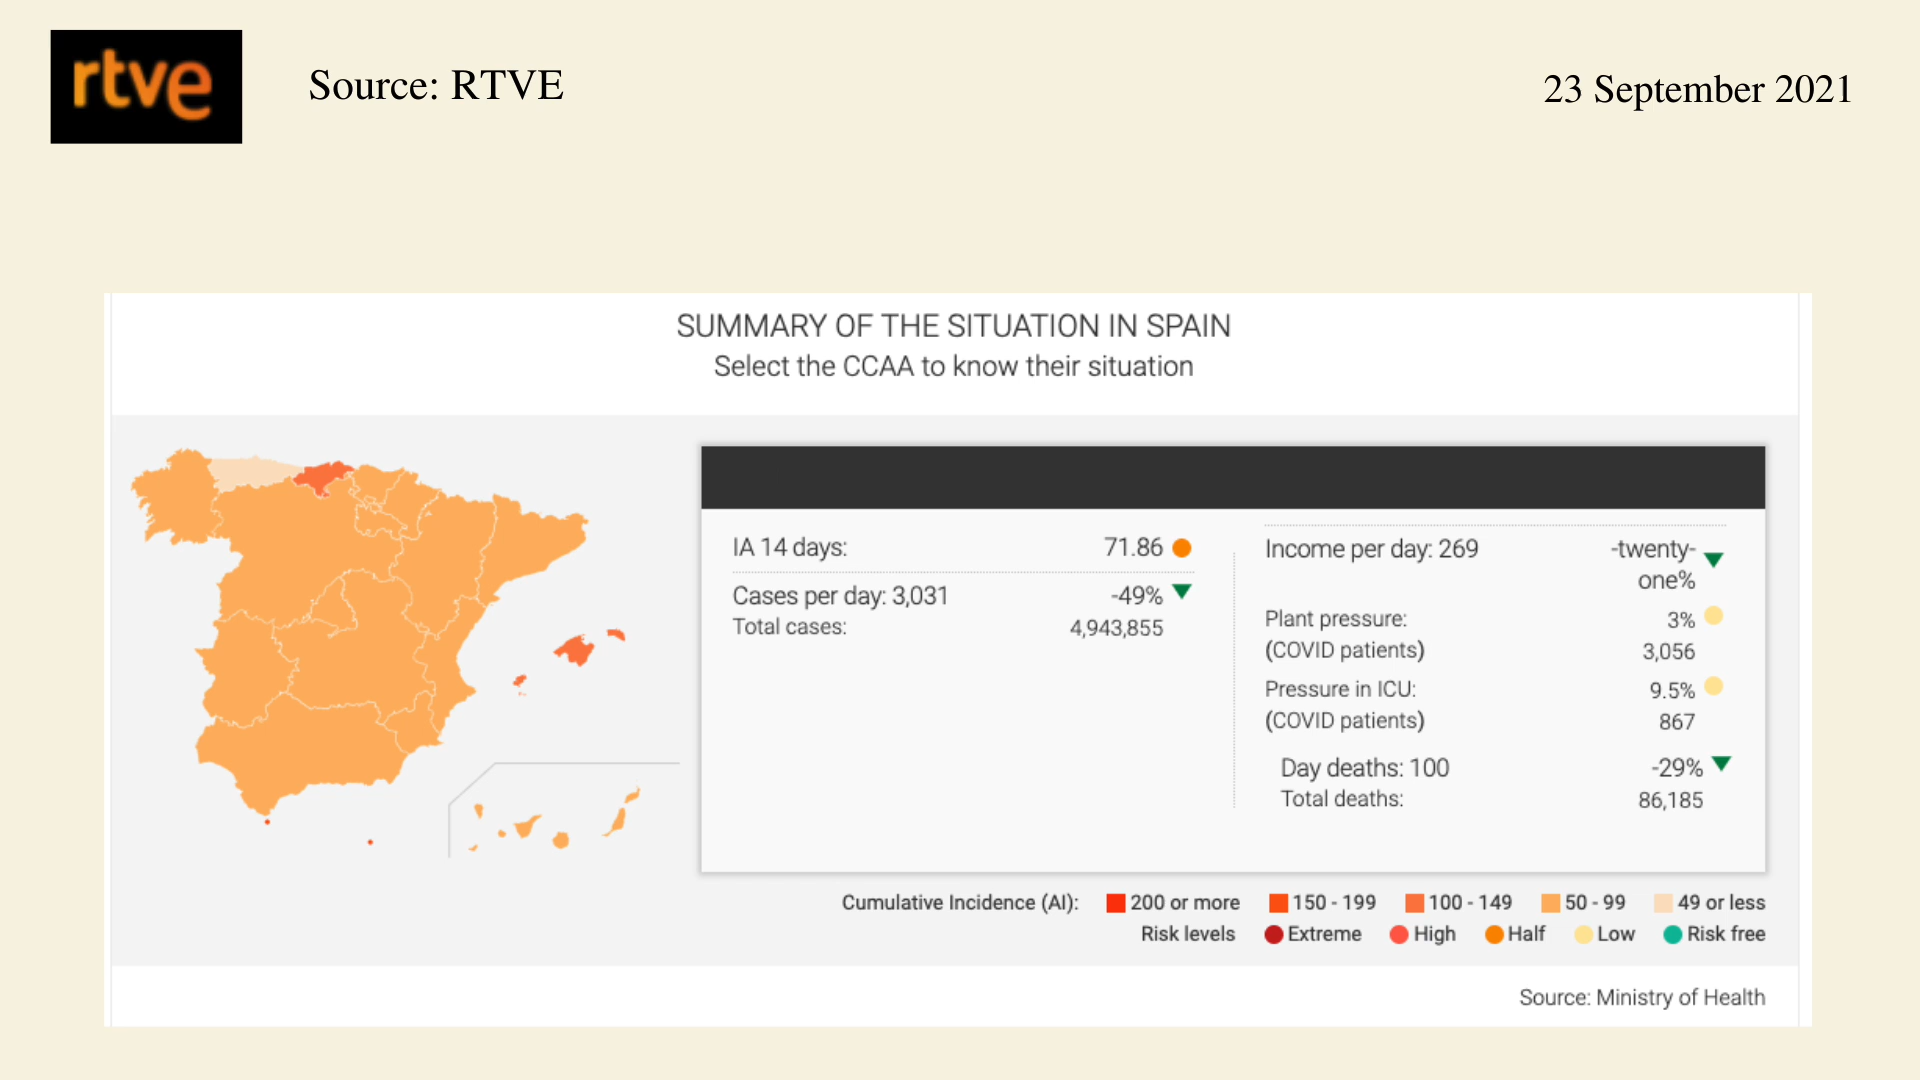 rtve
Source: RTVE
23 September 2021
SUMMARY OF THE SITUATION IN SPAIN
Select the CCAA to know their situation
IA 14 days: 71.86
Cases per day: 3,031 -49%
Total cases: 4,943,855
Income per day: 269 -twenty-
one%
Plant pressure: 3%
(COVID patients) 3,056
Pressure in ICU: 9.5%
(COVID patients) 867
Day deaths: 100 -29%
Total deaths: 86,185
Cumulative Incidence (AI): 200 or more 150 - 199 100 - 149 50 - 99 49 or less
Risk levels Extreme High Half Low Risk free
Source: Ministry of Health